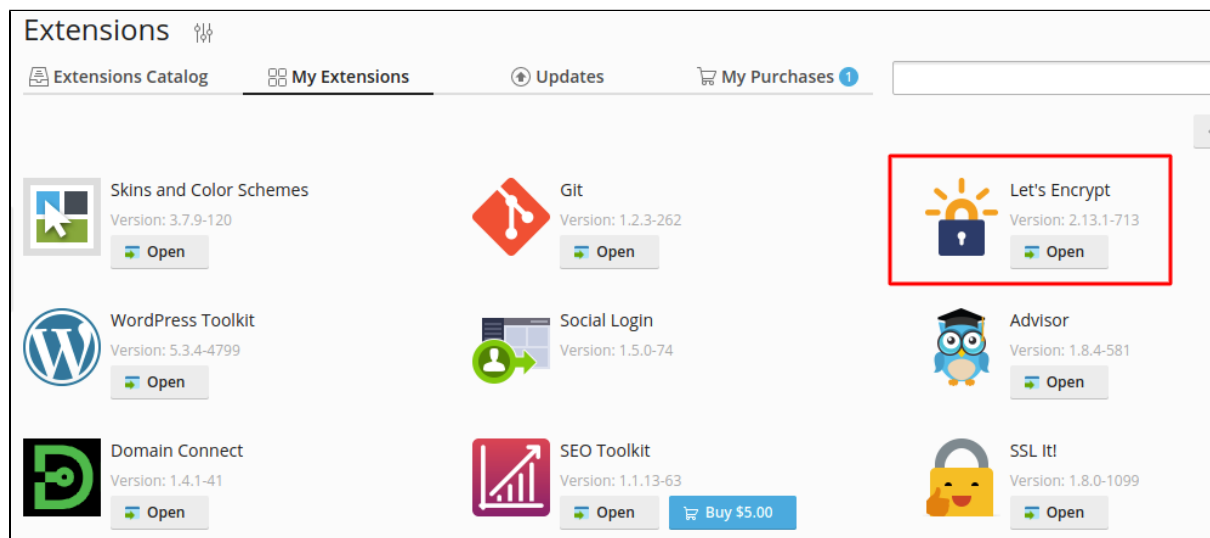 Extensions
Extensions Catalog
My Extensions
Updates
My Purchases 1
Skins and Color Schemes
Version: 3.7.9-120
Open
Git
Version: 1.2.3-262
Open
Let's Encrypt
Version: 2.13.1-713
Open
WordPress Toolkit
Version: 5.3.4-4799
Open
Social Login
Version: 1.5.0-74
Advisor
Version: 1.8.4-581
Open
Domain Connect
Version: 1.4.1-41
Open
SEO Toolkit
Version: 1.1.13-63
Open
Buy $5.00
SSL It!
Version: 1.8.0-1099
Open